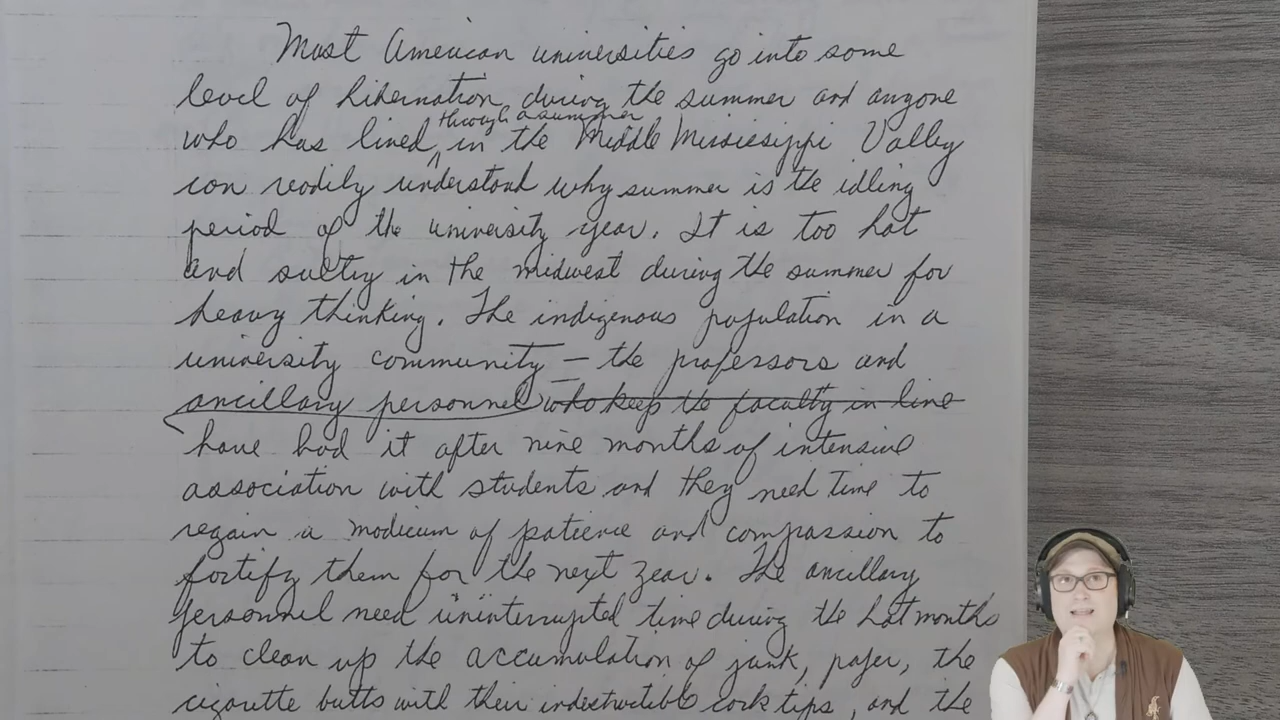 Most American universities go into some
level of hibernation during the summer and anyone
through a summer
who has lived in the Middle Mississippi Valley
can readily understand why summer is the idling
period of the university year. It is too hot
and sultry in the midwest during the summer for
heavy thinking. The indigenous population in a
university community — the professors and
ancillary personnel who keep the faculty in line
have had it after nine months of intensive
association with students and they need time to
regain a modicum of patience and compassion to
fortify them for the next year. The ancillary
personnel need uninterrupted time during the hot months
to clean up the accumulation of junk, paper, the
cigarette butts with their indestructible cork tips, and the